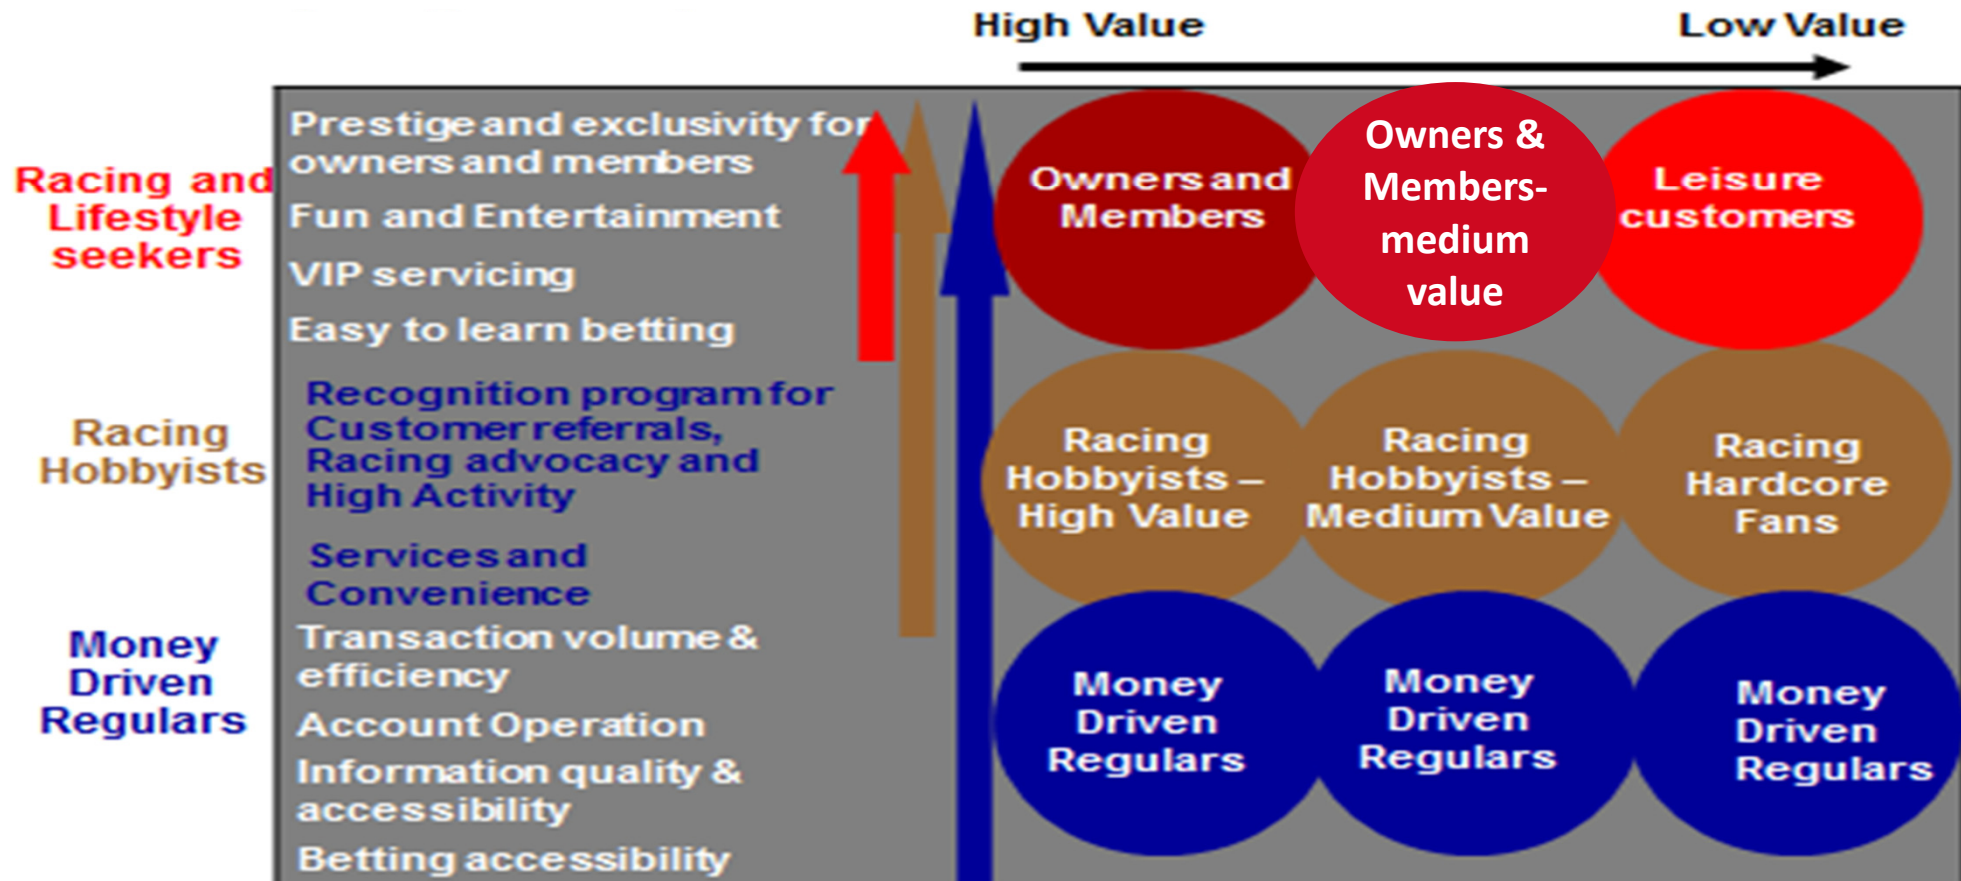 High Value
Low Value
Racing and
Lifestyle
seekers
Prestige and exclusivity for
owners and members
Fun and Entertainment
VIP servicing
Easy to learn betting
Owners and
Members
Owners &
Members-
medium
value
Leisure
customers
Racing
Hobbyists
Recognition program for
Customer referrals,
Racing advocacy and
High Activity
Services and
Convenience
Racing
Hobbyists –
High Value
Racing
Hobbyists –
Medium Value
Racing
Hardcore
Fans
Money
Driven
Regulars
Transaction volume &
efficiency
Account Operation
Information quality &
accessibility
Betting accessibility
Money
Driven
Regulars
Money
Driven
Regulars
Money
Driven
Regulars